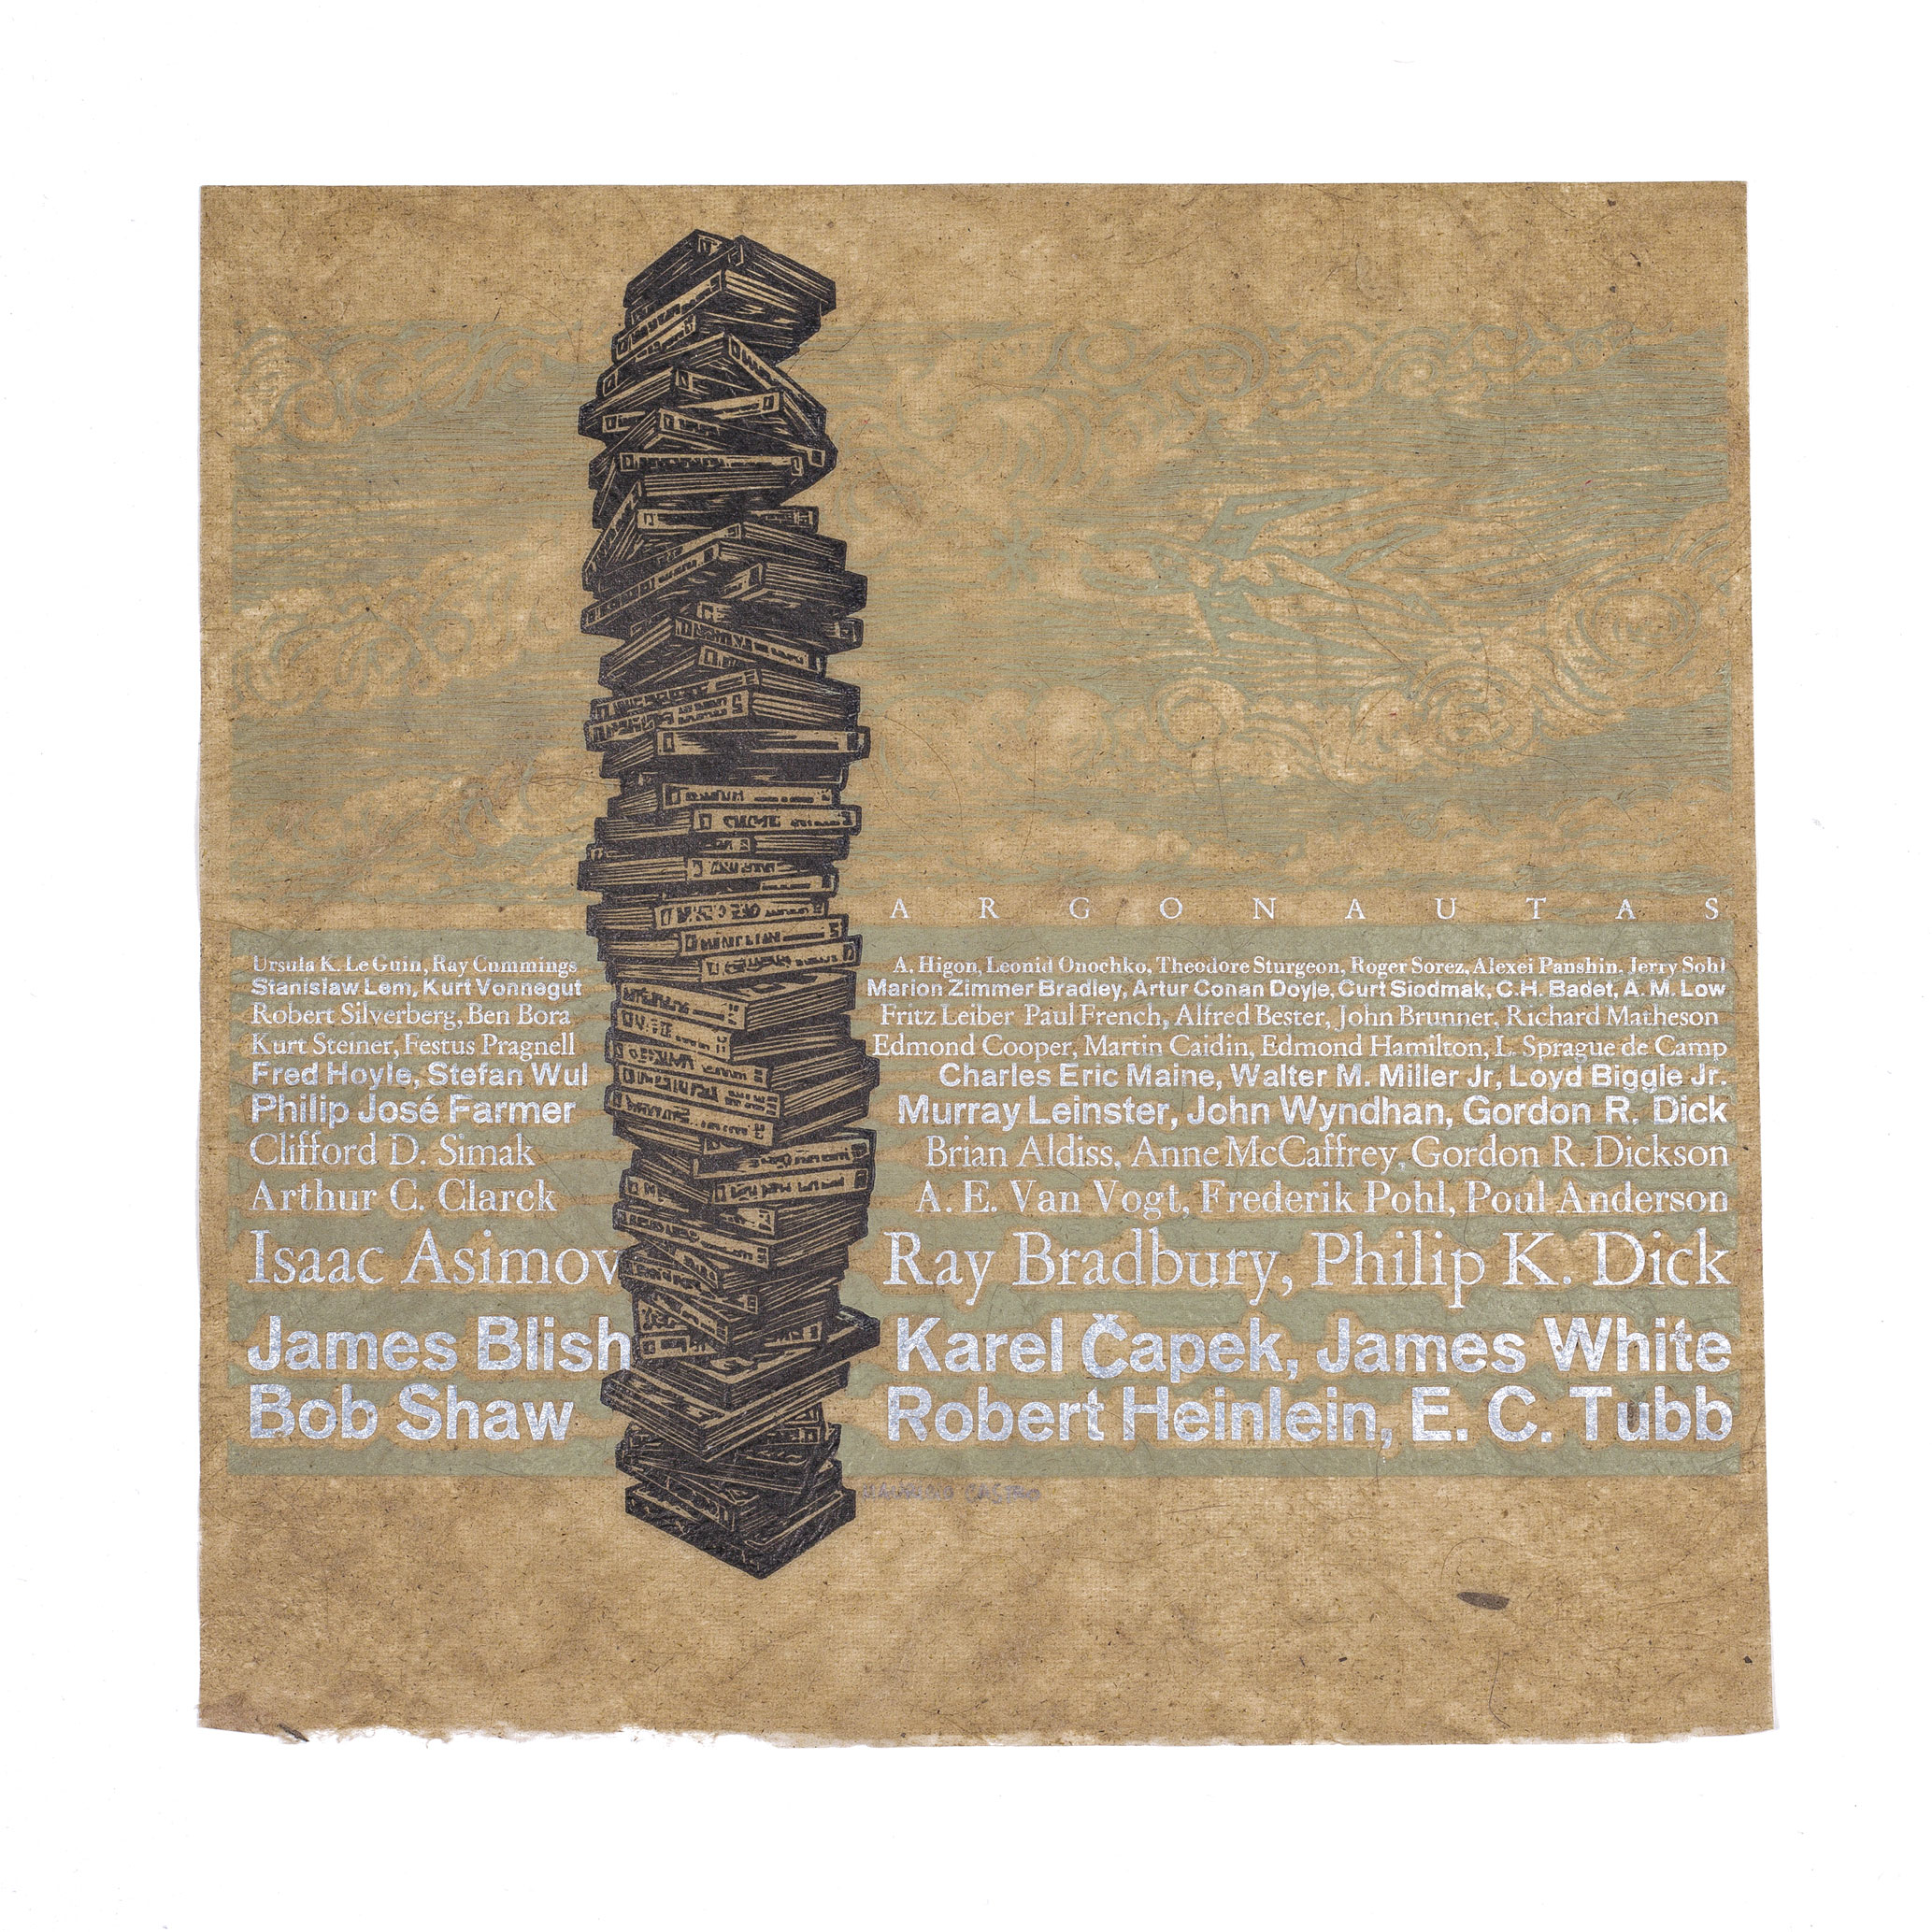 A R G O N A U T A S
Ursula K. Le Guin, Ray Cummings
Stanislaw Lem, Kurt Vonnegut
Robert Silverberg, Ben Bora
Kurt Steiner, Festus Pragnell
Fred Hoyle, Stefan Wul
Philip José Farmer
Clifford D. Simak
Arthur C. Clarck
Isaac Asimov
James Blish
Bob Shaw
A. Higon, Leonid Onochko, Theodore Sturgeon, Roger Sorez, Alexei Panshin, Jerry Sohl
Marion Zimmer Bradley, Artur Conan Doyle, Curt Siodmak, C.H. Badet, A. M. Low
Fritz Leiber Paul French, Alfred Bester, John Brunner, Richard Matheson
Edmond Cooper, Martin Caidin, Edmond Hamilton, L. Sprague de Camp
Charles Eric Maine, Walter M. Miller Jr, Loyd Biggle Jr.
Murray Leinster, John Wyndhan, Gordon R. Dick
Brian Aldiss, Anne McCaffrey, Gordon R. Dickson
A. E. Van Vogt, Frederik Pohl, Poul Anderson
Ray Bradbury, Philip K. Dick
Karel Čapek, James White
Robert Heinlein, E. C. Tubb